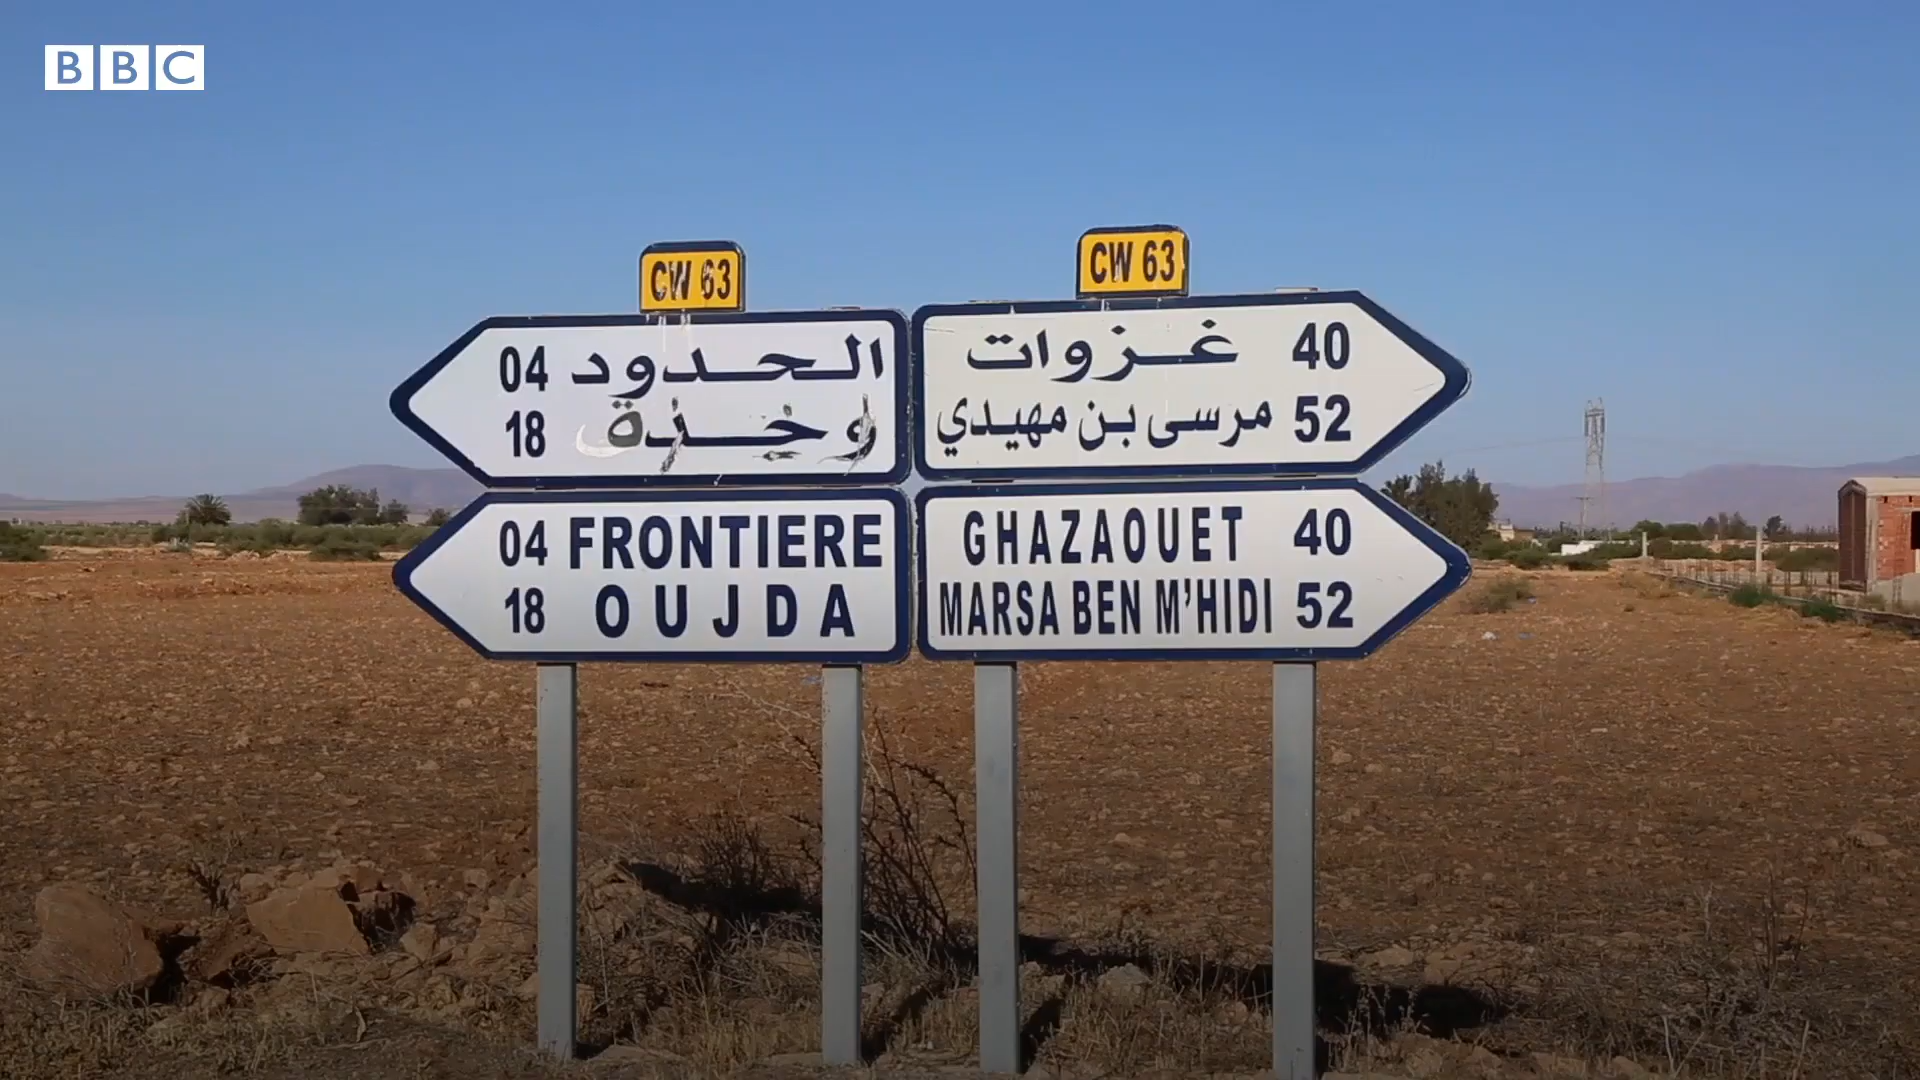 BBC
CW 63
04 الحدود
18
04 FRONTIERE
18 OUJDA
CW 63
غزوات 40
مرسى بن مهيدي 52
GHAZAOUET 40
MARSA BEN M'HIDI 52